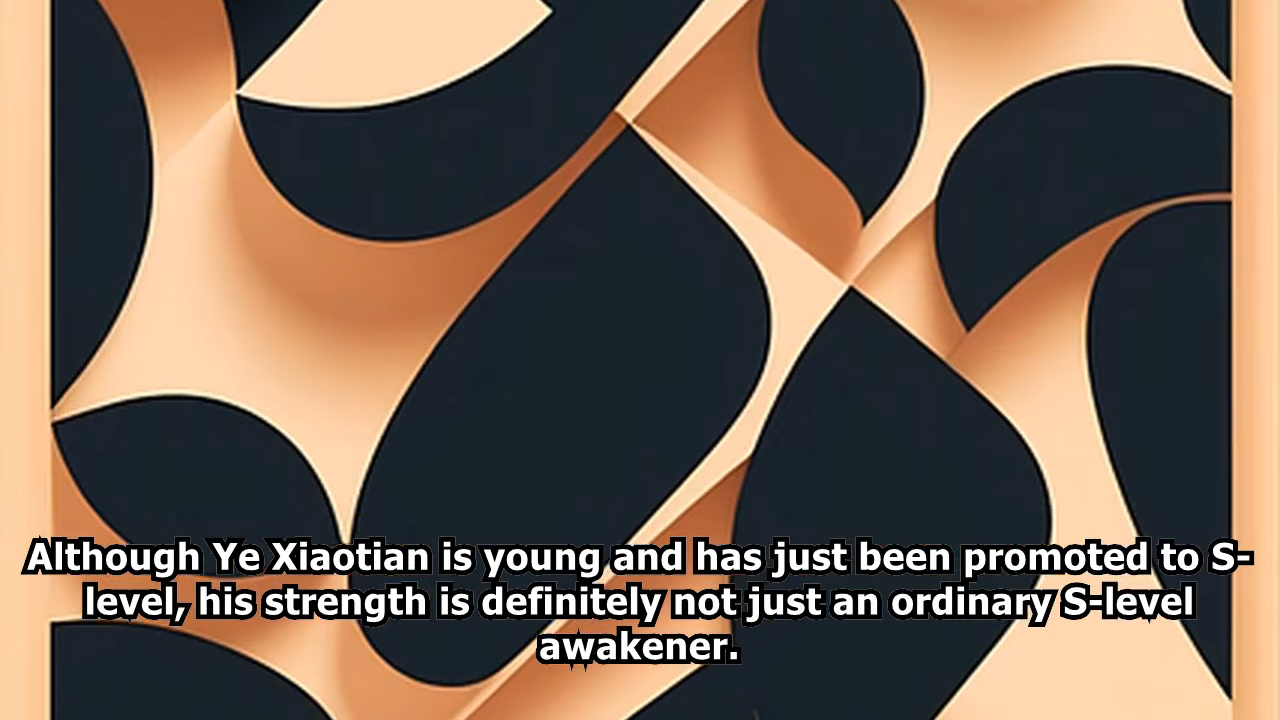 Although Ye Xiaotian is young and has just been promoted to S-
level, his strength is definitely not just an ordinary S-level
awakener.